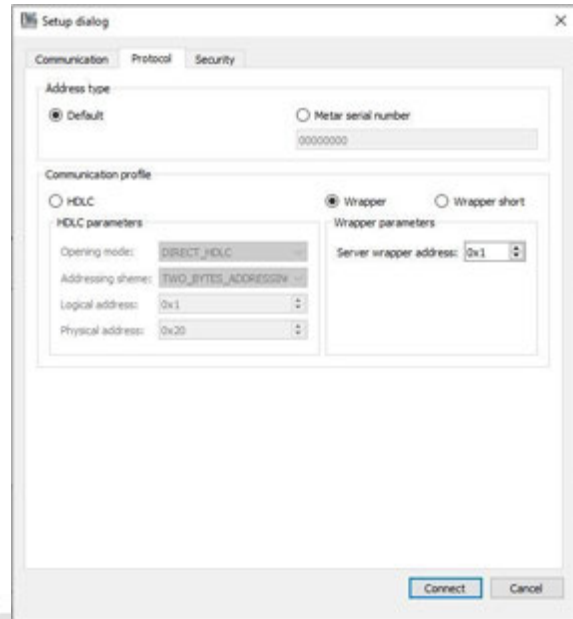 Setup dialog
Communication Protocol Security
Address type
Default Metar serial number
00000000
Communication profile
HDLC Wrapper Wrapper short
HDLC parameters Wrapper parameters
Opening mode: DIRECT_HDLC Server wrapper address: 0x1
Addressing sheme: TWO_BYTES_ADDRESSING
Logical address: 0x1
Physical address: 0x20
Connect Cancel